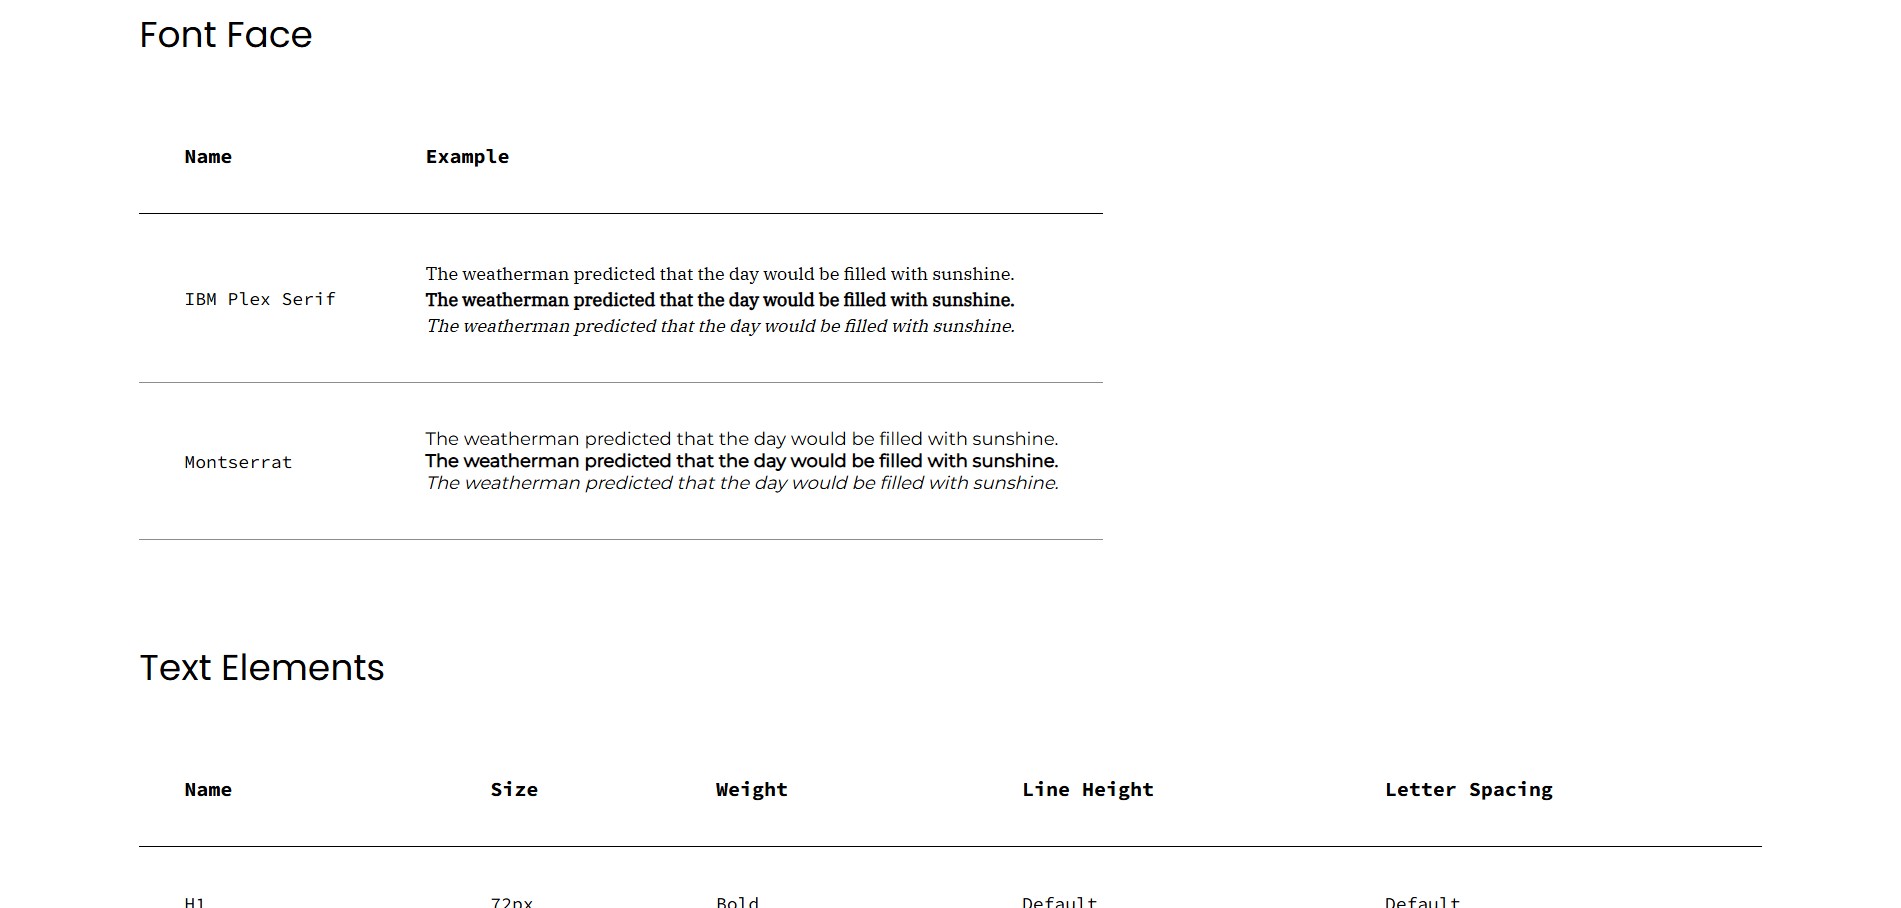 Font Face
Name Example
The weatherman predicted that the day would be filled with sunshine.
IBM Plex Serif The weatherman predicted that the day would be filled with sunshine.
The weatherman predicted that the day would be filled with sunshine.
The weatherman predicted that the day would be filled with sunshine.
Montserrat The weatherman predicted that the day would be filled with sunshine.
The weatherman predicted that the day would be filled with sunshine.
Text Elements
Name Size Weight Line Height Letter Spacing
H1 72px Bold Default Default